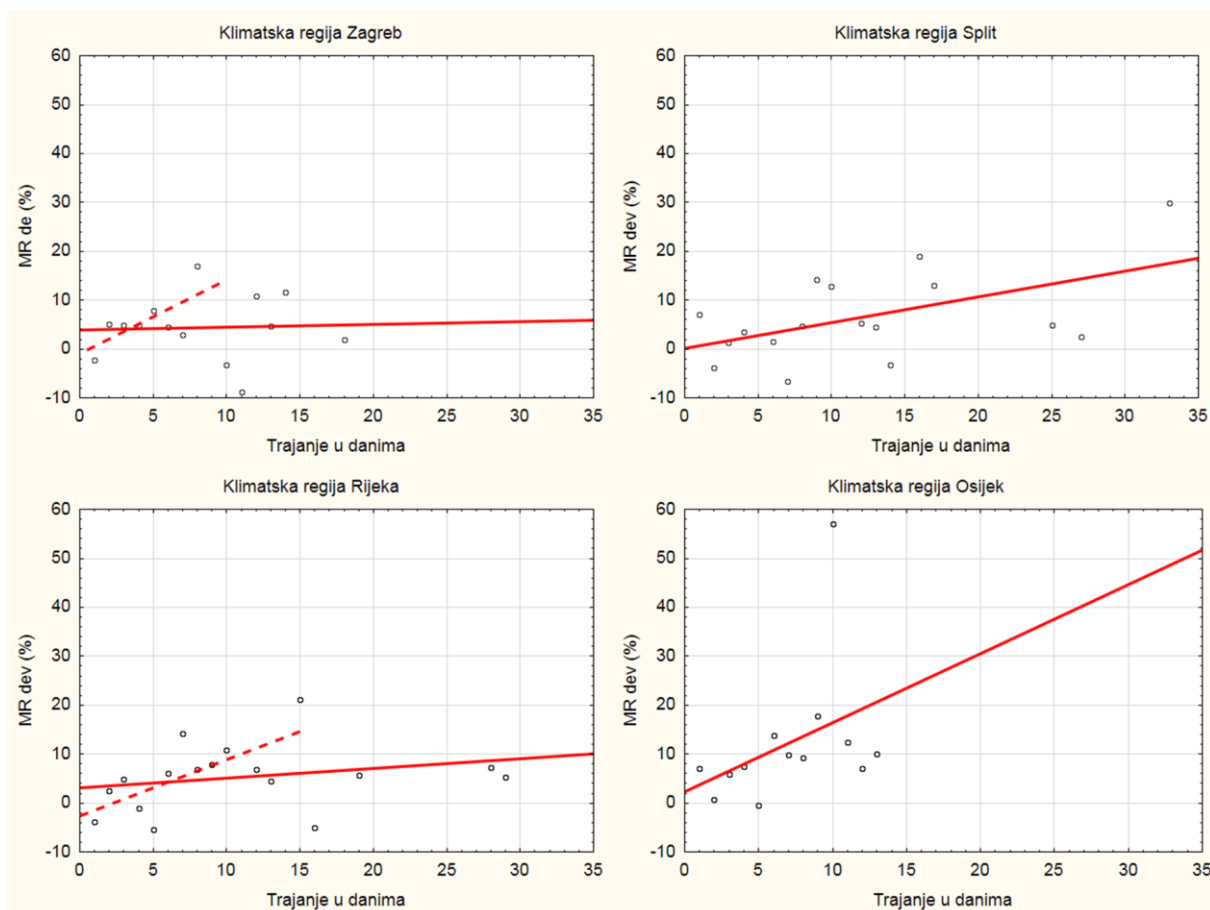 Klimatska regija Zagreb
60
50
40
30
20
10
0
-10
MR de (%)
0 5 10 15 20 25 30 35
Trajanje u danima
Klimatska regija Split
60
50
40
30
20
10
0
-10
MR dev (%)
0 5 10 15 20 25 30 35
Trajanje u danima
Klimatska regija Rijeka
60
50
40
30
20
10
0
-10
MR dev (%)
0 5 10 15 20 25 30 35
Trajanje u danima
Klimatska regija Osijek
60
50
40
30
20
10
0
-10
MR dev (%)
0 5 10 15 20 25 30 35
Trajanje u danima